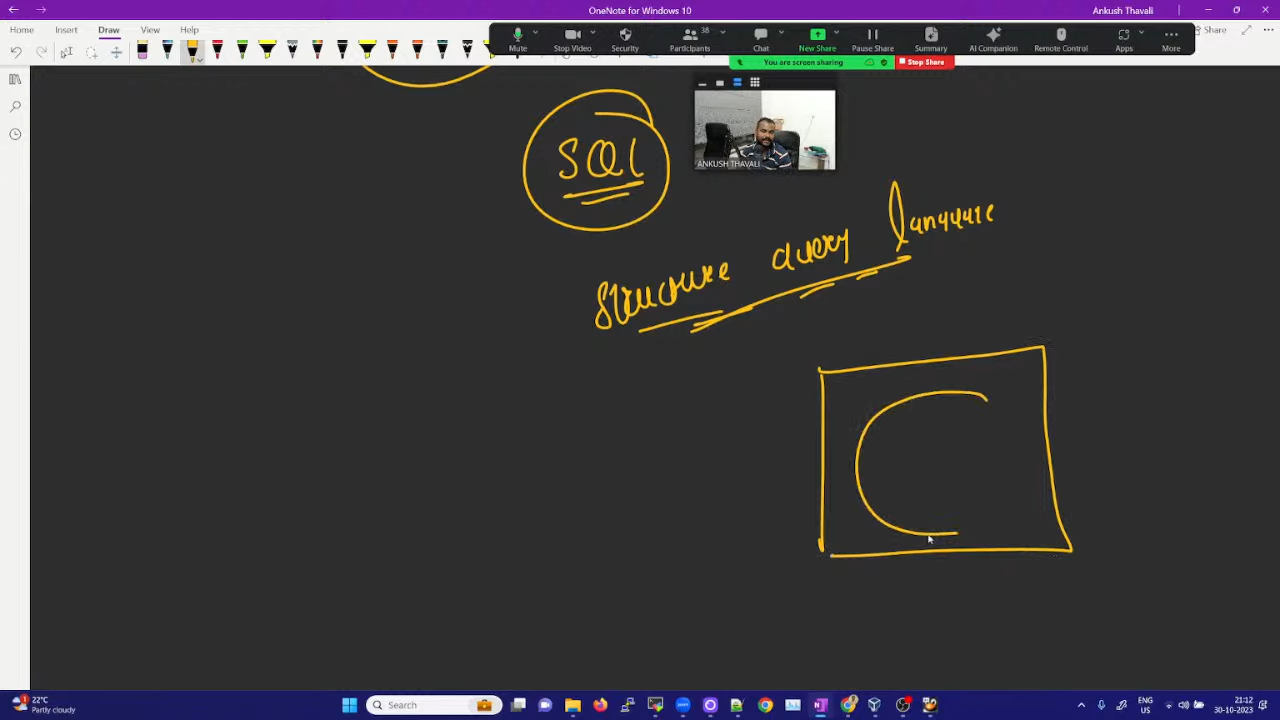 OneNote for Windows 10
Ankush Thavali
Home Insert Draw View Help
Mute Stop Video Security Participants 38 Chat New Share Pause Share Summary AI Companion Remote Control Apps More
Share
You are screen sharing Stop Share
ANKUSH THAVALI
SQL
Structure query language
22°C
Partly cloudy
Search
ENG
US
21:12
30-10-2023